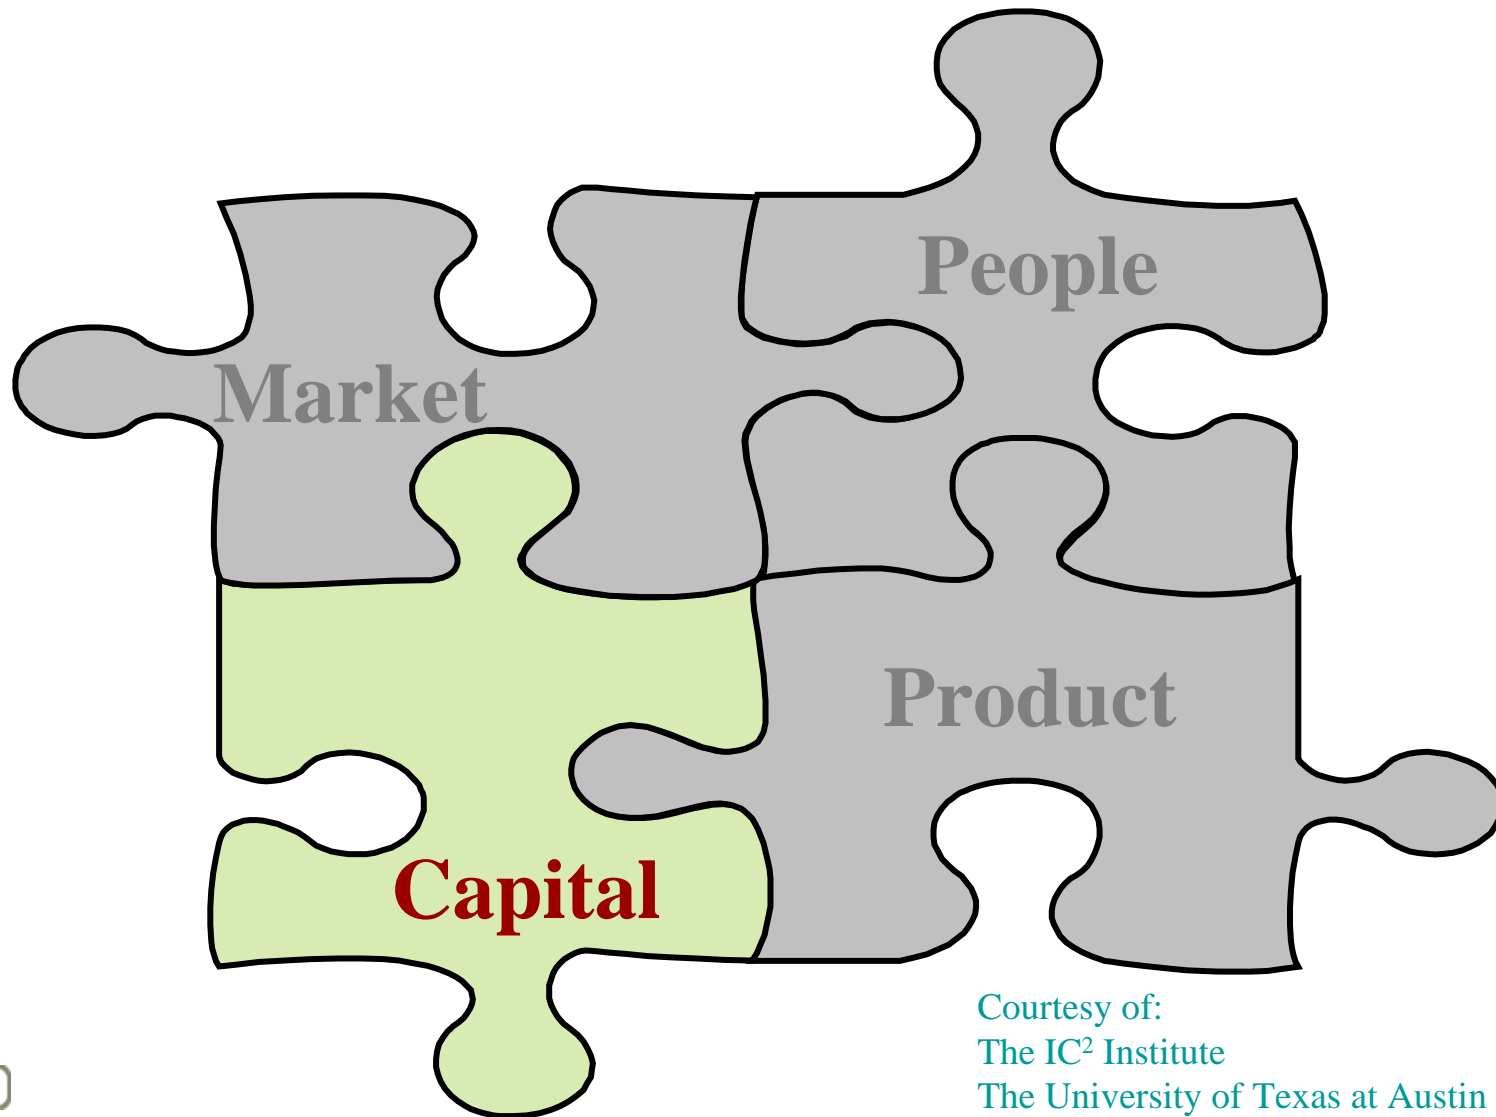 People
Market
Product
Capital
Courtesy of:
The IC² Institute
The University of Texas at Austin